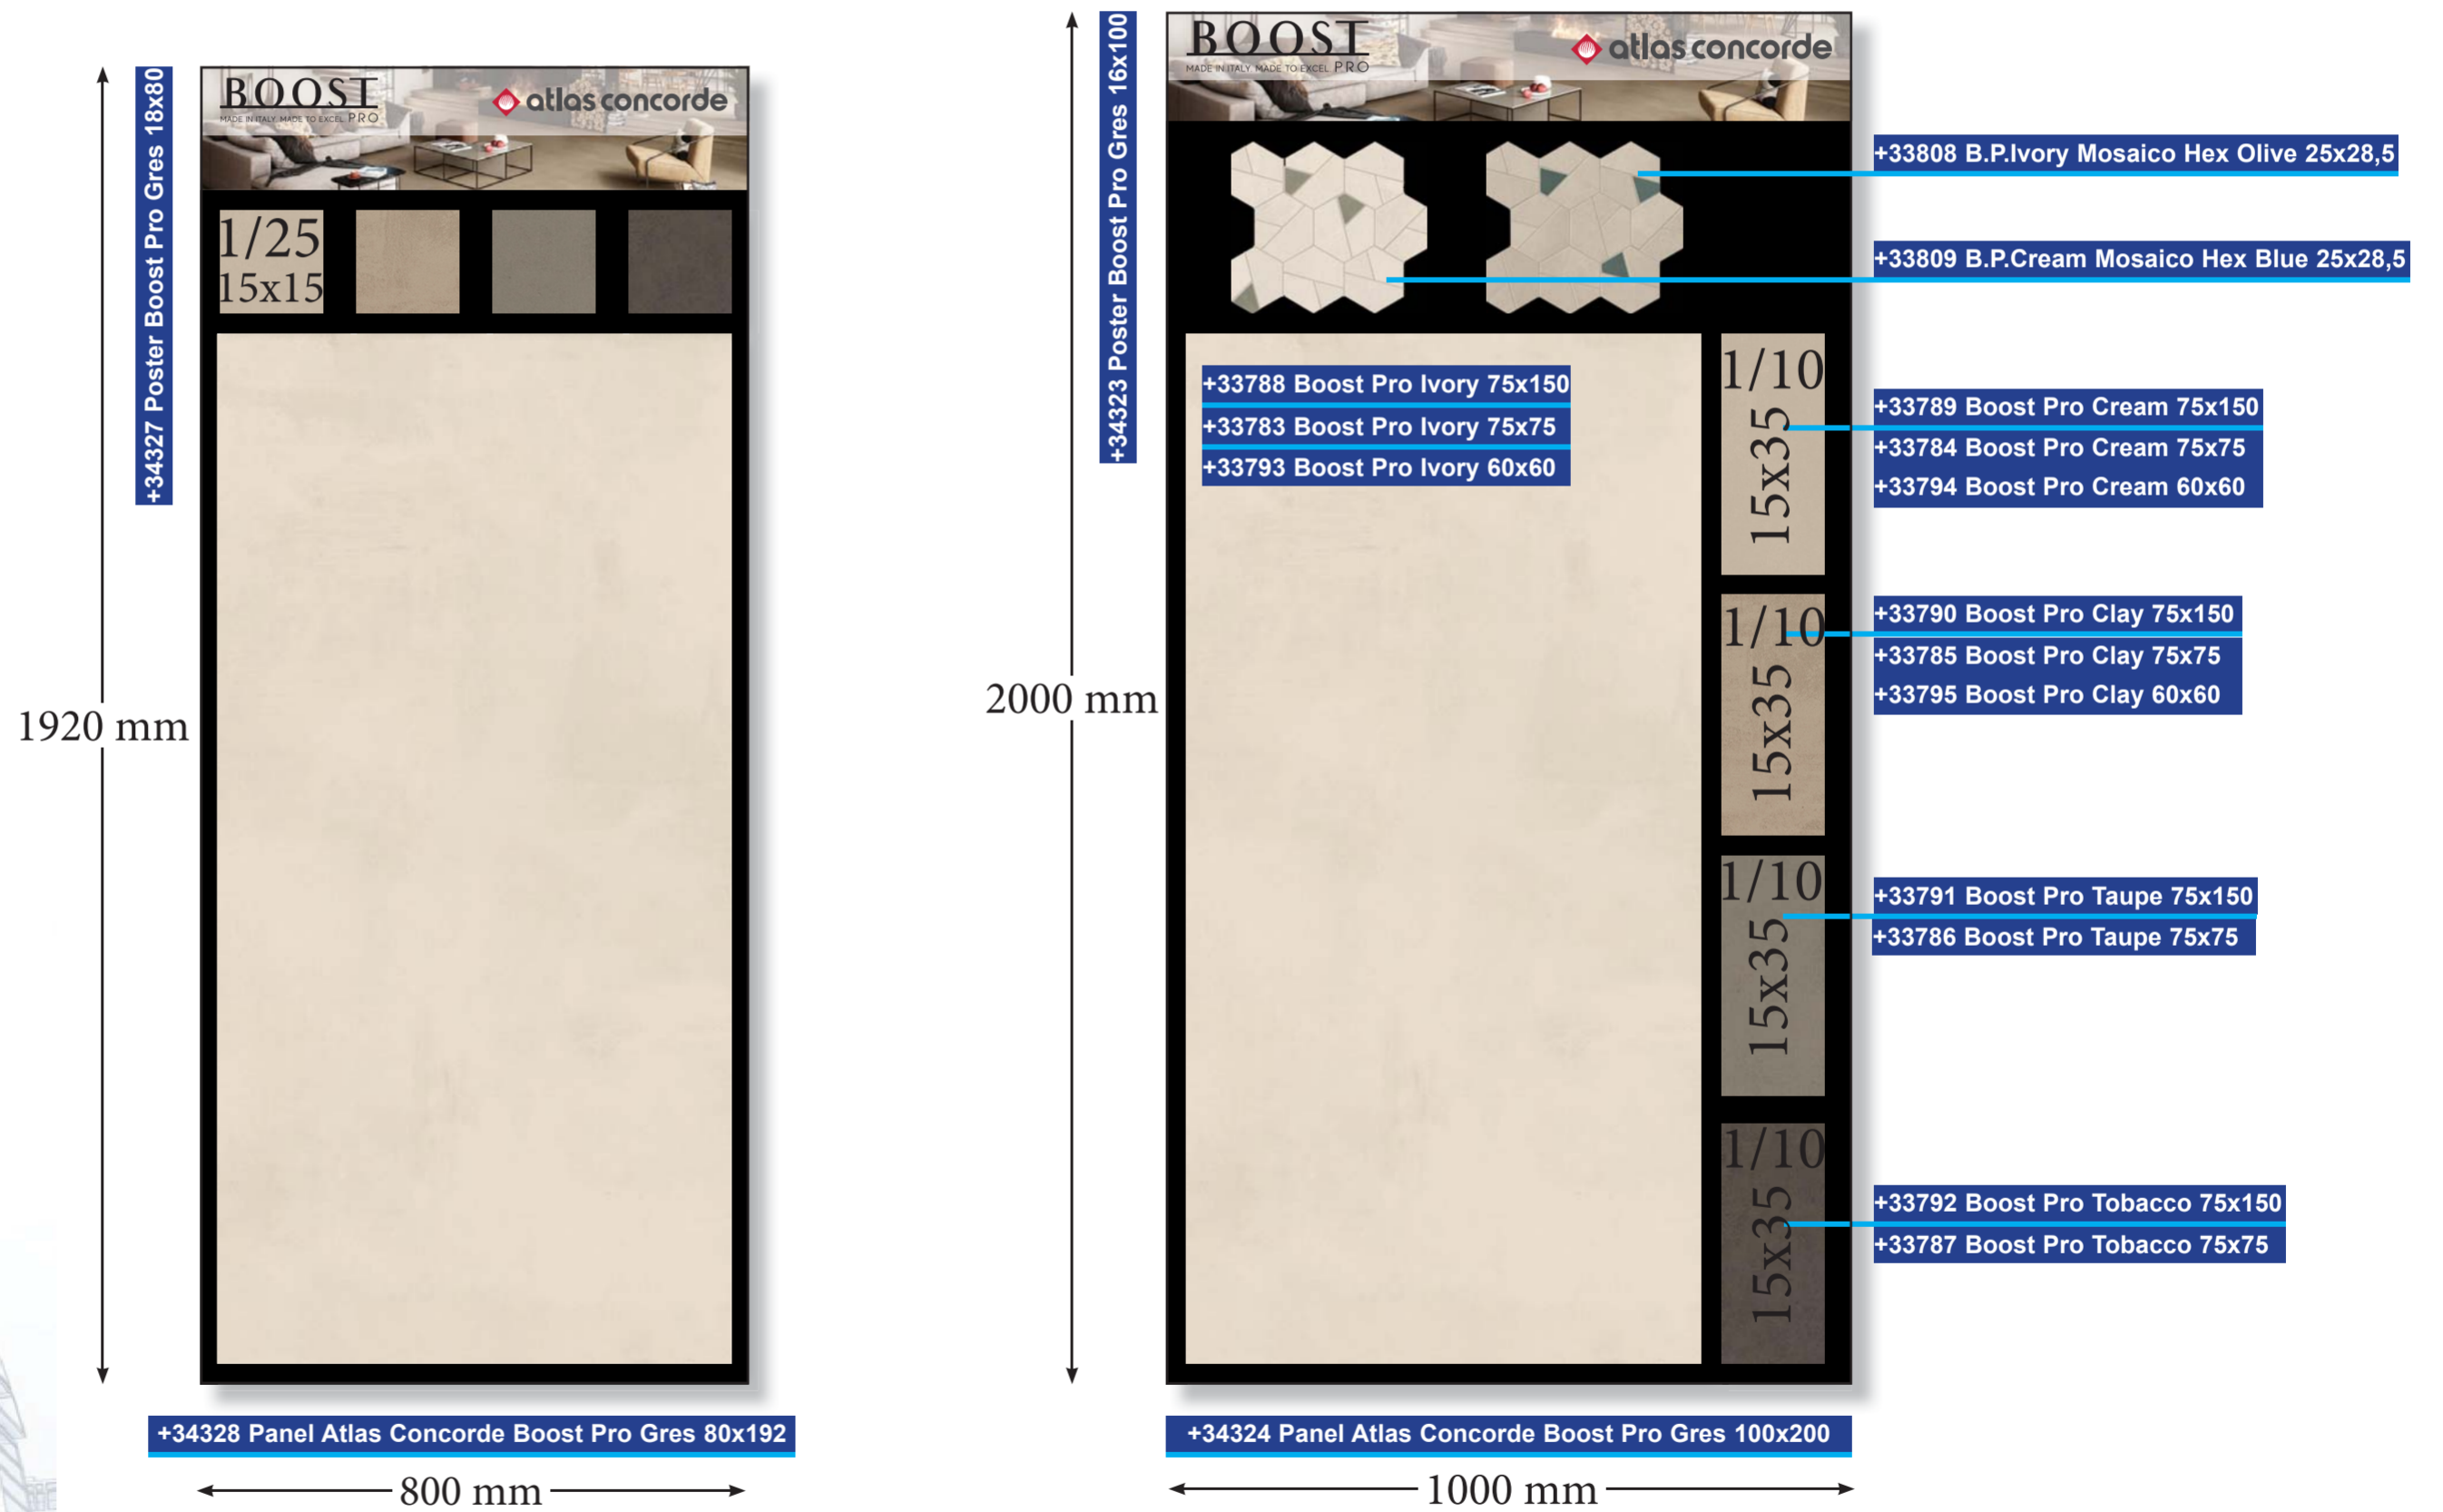 +34327 Poster Boost Pro Gres 18x80
BOOST
MADE IN ITALY. MADE TO EXCEL. PRO
atlas concorde
1/25
15x15
1920 mm
+34328 Panel Atlas Concorde Boost Pro Gres 80x192
800 mm
+34323 Poster Boost Pro Gres 16x100
BOOST
MADE IN ITALY. MADE TO EXCEL. PRO
atlas concorde
+33808 B.P.Ivory Mosaico Hex Olive 25x28,5
+33809 B.P.Cream Mosaico Hex Blue 25x28,5
+33788 Boost Pro Ivory 75x150
+33783 Boost Pro Ivory 75x75
+33793 Boost Pro Ivory 60x60
1/10
15x35
+33789 Boost Pro Cream 75x150
+33784 Boost Pro Cream 75x75
+33794 Boost Pro Cream 60x60
1/10
15x35
+33790 Boost Pro Clay 75x150
+33785 Boost Pro Clay 75x75
+33795 Boost Pro Clay 60x60
2000 mm
1/10
15x35
+33791 Boost Pro Taupe 75x150
+33786 Boost Pro Taupe 75x75
1/10
15x35
+33792 Boost Pro Tobacco 75x150
+33787 Boost Pro Tobacco 75x75
+34324 Panel Atlas Concorde Boost Pro Gres 100x200
1000 mm